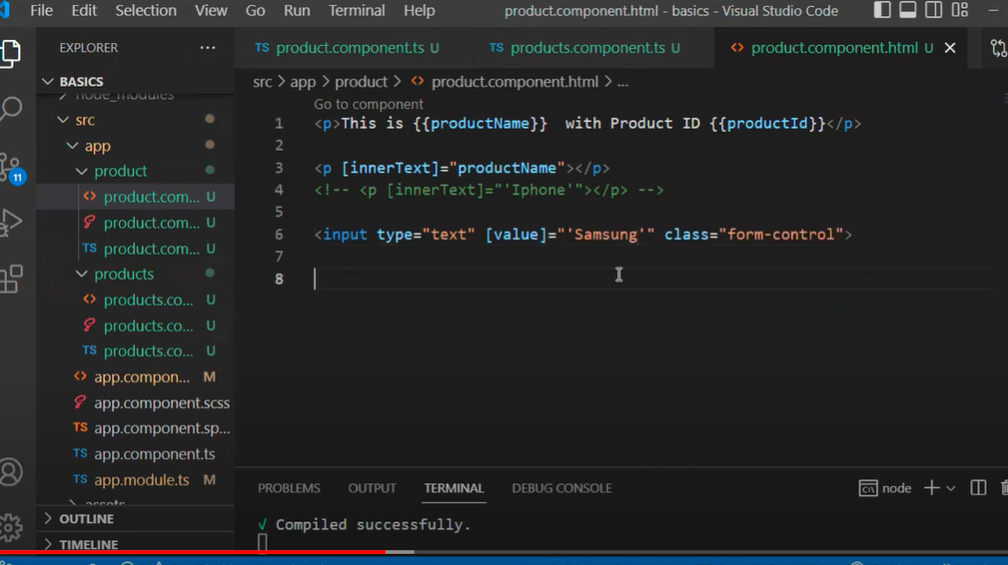 File Edit Selection View Go Run Terminal Help product.component.html - basics - Visual Studio Code
EXPLORER ...
TS product.component.ts U TS products.component.ts U <> product.component.html U
BASICS
src > app > product > <> product.component.html > ...
node_modules
Go to component
src
app
product
<> product.com... U
product.com... U
TS product.com... U
products
<> products.co... U
products.co... U
TS products.co... U
<> app.compon... M
app.component.scss
TS app.component.sp...
TS app.component.ts
TS app.module.ts M
assets
OUTLINE
TIMELINE
11
1 <p>This is {{productName}}  with Product ID {{productId}}</p>
2
3 <p [innerText]="productName"></p>
4 <!-- <p [innerText]="'Iphone'"></p> -->
5
6 <input type="text" [value]="'Samsung'" class="form-control">
7
8
PROBLEMS OUTPUT TERMINAL DEBUG CONSOLE node
√ Compiled successfully.